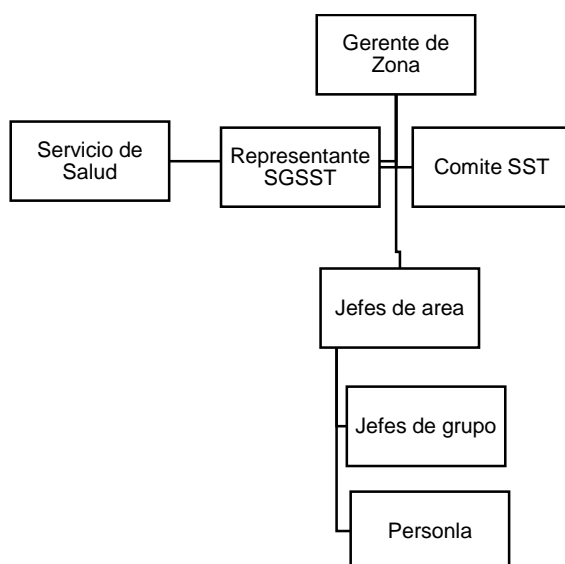 Gerente de
Zona
Servicio de
Salud
Representante
SGSST
Comite SST
Jefes de area
Jefes de grupo
Personla